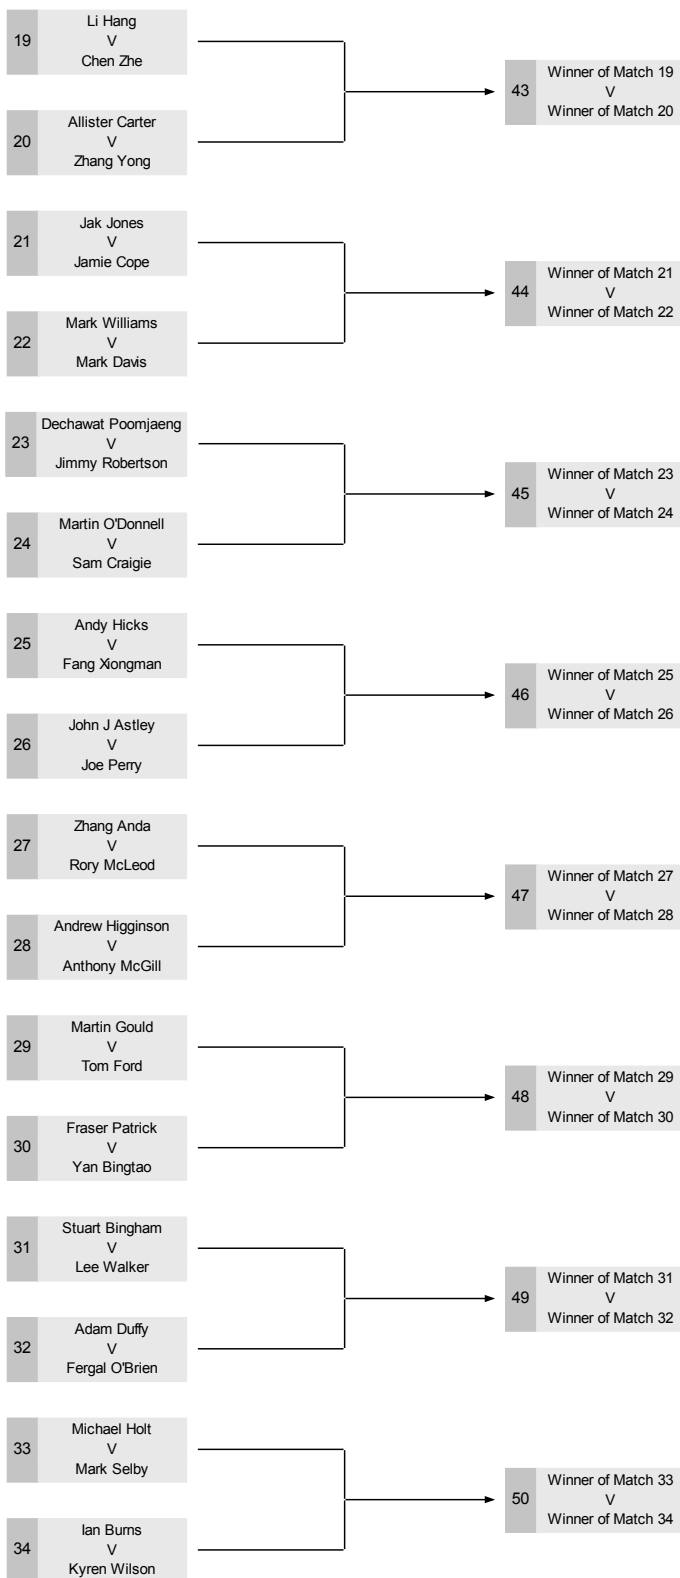 19
Li Hang
V
Chen Zhe
20
Allister Carter
V
Zhang Yong
43
Winner of Match 19
V
Winner of Match 20
21
Jak Jones
V
Jamie Cope
22
Mark Williams
V
Mark Davis
44
Winner of Match 21
V
Winner of Match 22
23
Dechawat Poomjaeng
V
Jimmy Robertson
24
Martin O'Donnell
V
Sam Craigie
45
Winner of Match 23
V
Winner of Match 24
25
Andy Hicks
V
Fang Xiongman
26
John J Astley
V
Joe Perry
46
Winner of Match 25
V
Winner of Match 26
27
Zhang Anda
V
Rory McLeod
28
Andrew Higginson
V
Anthony McGill
47
Winner of Match 27
V
Winner of Match 28
29
Martin Gould
V
Tom Ford
30
Fraser Patrick
V
Yan Bingtao
48
Winner of Match 29
V
Winner of Match 30
31
Stuart Bingham
V
Lee Walker
32
Adam Duffy
V
Fergal O'Brien
49
Winner of Match 31
V
Winner of Match 32
33
Michael Holt
V
Mark Selby
34
Ian Burns
V
Kyren Wilson
50
Winner of Match 33
V
Winner of Match 34